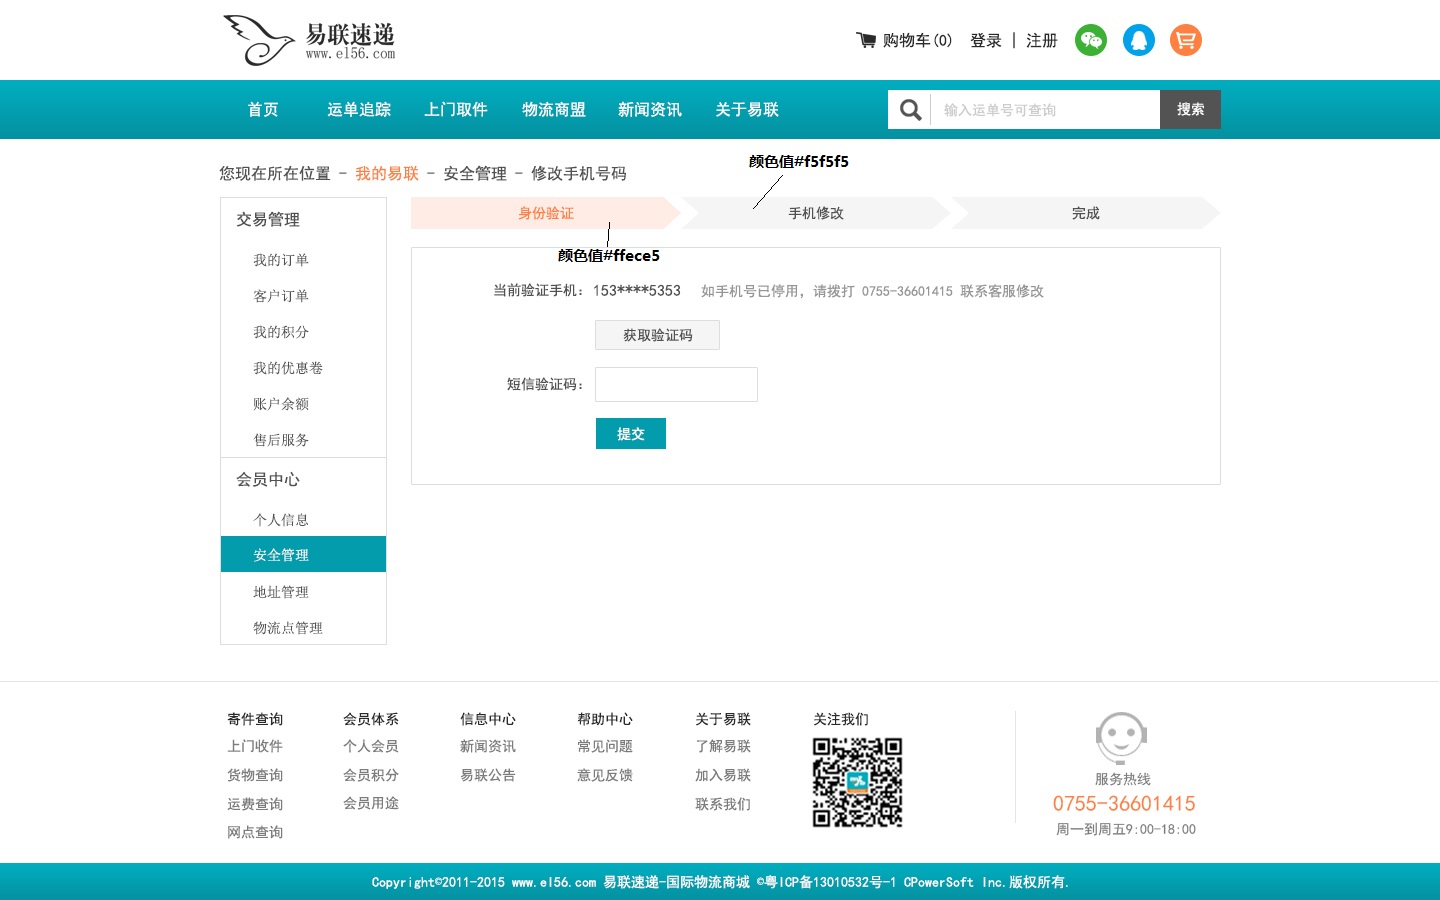 易联速递
www.el56.com
购物车(0) 登录 | 注册
首页 运单追踪 上门取件 物流商盟 新闻资讯 关于易联
输入运单号可查询 搜索
您现在所在位置 - 我的易联 - 安全管理 - 修改手机号码
颜色值#f5f5f5
身份验证 手机修改 完成
颜色值#ffece5
交易管理
我的订单
客户订单
我的积分
我的优惠卷
账户余额
售后服务
会员中心
个人信息
安全管理
地址管理
物流点管理
当前验证手机：153****5353 如手机号已停用，请拨打 0755-36601415 联系客服修改
获取验证码
短信验证码：
提交
寄件查询
上门收件
货物查询
运费查询
网点查询
会员体系
个人会员
会员积分
会员用途
信息中心
新闻资讯
易联公告
帮助中心
常见问题
意见反馈
关于易联
了解易联
加入易联
联系我们
关注我们
服务热线
0755-36601415
周一到周五9:00-18:00
Copyright©2011-2015 www.el56.com 易联速递-国际物流商城 ©粤ICP备13010532号-1 CPowerSoft Inc.版权所有.